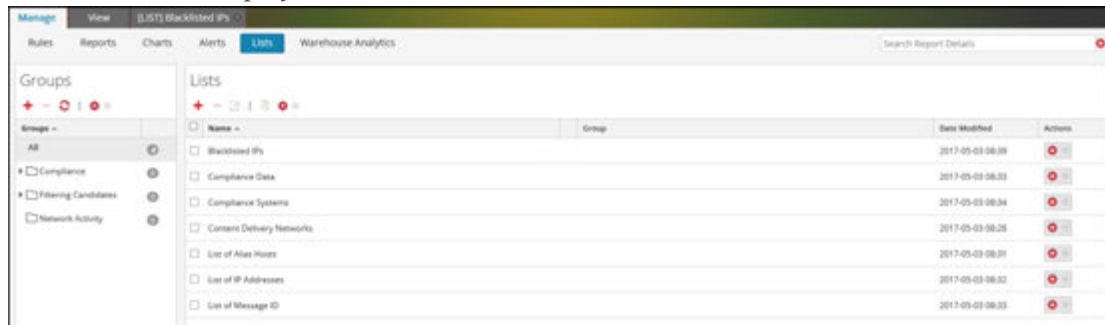 Manage View [LIST] Blacklisted IPs
Rules Reports Charts Alerts Lists Warehouse Analytics Search Report Details
Groups Lists
Groups Name Group Date Modified Actions
All Blacklisted IPs 2017-05-03 08:39
Compliance Compliance Data 2017-05-03 08:33
Filtering Candidates Compliance Systems 2017-05-03 08:34
Network Activity Content Delivery Networks 2017-05-03 08:28
List of Alias Hosts 2017-05-03 08:31
List of IP Addresses 2017-05-03 08:32
List of Message ID 2017-05-03 08:33